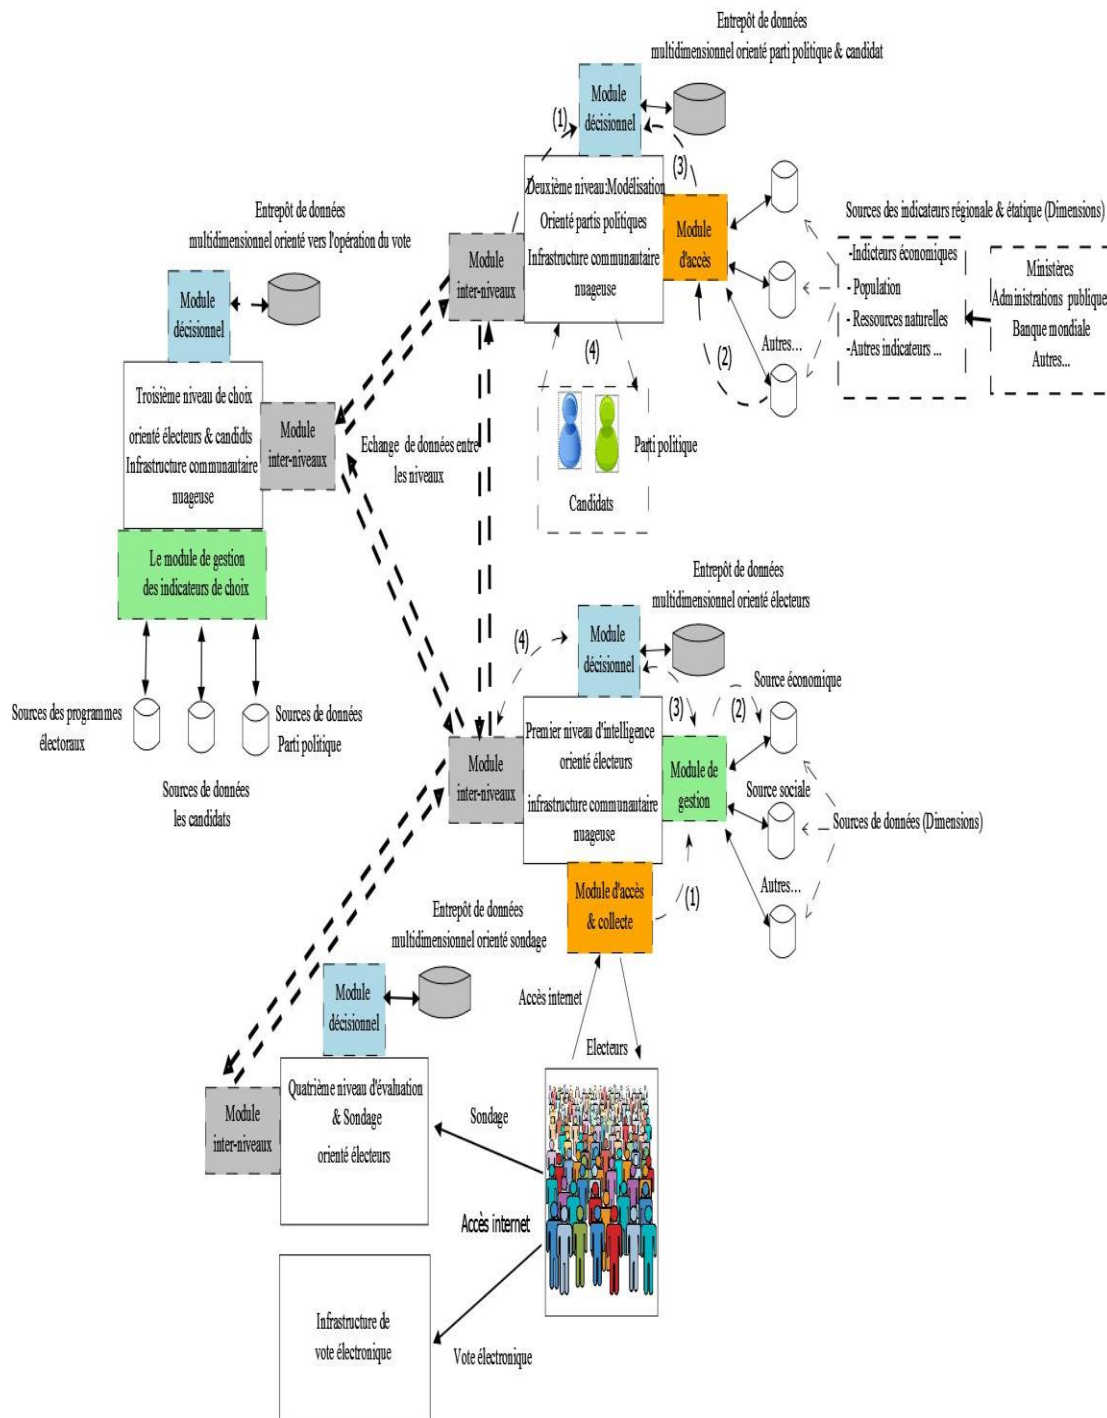 Entrepôt de données
multidimensionnel orienté parti politique & candidat
Module
décisionnel
(1)
(3)
Deuxième niveau:Modélisation
Orienté partis politiques
Infrastructure communautaire
nuageuse
Module
d'accès
Module
inter-niveaux
Sources des indicateurs régionale & étatique (Dimensions)
-Indicteurs économiques
- Population
- Ressources naturelles
-Autres indicateurs ...
Ministères
Administrations publique
Banque mondiale
Autres...
Autres...
(2)
(4)
Parti politique
Candidats
Entrepôt de données
multidimensionnel orienté vers l'opération du vote
Module
décisionnel
Troisième niveau de choix
orienté électeurs & candidts
Infrastructure communautaire
nuageuse
Module
inter-niveaux
Echange de données entre
les niveaux
Le module de gestion
des indicateurs de choix
Sources des programmes
électoraux
Sources de données
Parti politique
Sources de données
les candidats
Entrepôt de données
multidimensionnel orienté électeurs
(4)
Module
décisionnel
(3)
(2)
Source économique
Premier niveau d'intelligence
orienté électeurs
infrastructure communautaire
nuageuse
Module
inter-niveaux
Module de
gestion
Source sociale
Sources de données (Dimensions)
Autres...
Module d'accès
& collecte
(1)
Entrepôt de données
multidimensionnel orienté sondage
Module
décisionnel
Accès internet
Electeurs
Quatrième niveau d'évaluation
& Sondage
orienté électeurs
Module
inter-niveaux
Sondage
Accès internet
Infrastructure de
vote électronique
Vote électronique